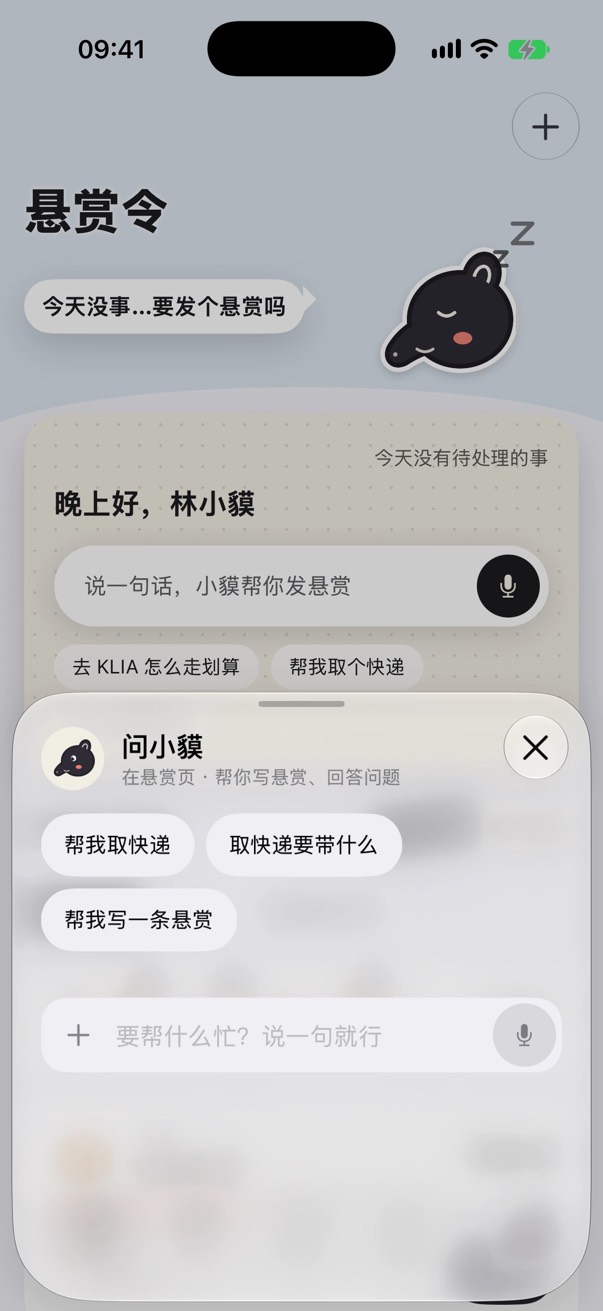 09:41
悬赏令
z
Z
今天没事...要发个悬赏吗
今天没有待处理的事
晚上好，林小貘
说一句话，小貘帮你发悬赏
去 KLIA 怎么走划算
帮我取个快递
问小貘
在悬赏页 · 帮你写悬赏、回答问题
帮我取快递
取快递要带什么
帮我写一条悬赏
要帮什么忙？说一句就行